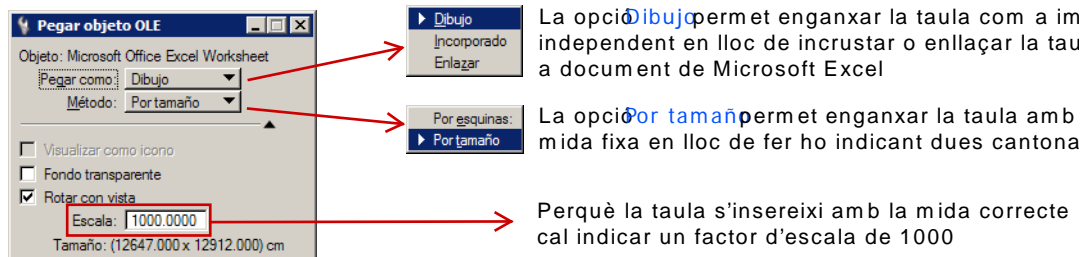 Pegar objeto OLE
Objeto: Microsoft Office Excel Worksheet
Pegar como: Dibujo
Método: Por tamaño
Visualizar como icono
Fondo transparente
Rotar con vista
Escala: 1000.0000
Tamaño: (12647.000 x 12912.000) cm
Dibujo
Incorporado
Enlazar
La opció Dibujo permet enganxar la taula com a im
independent en lloc de incrustar o enllaçar la tau
a document de Microsoft Excel
Por esquinas:
Por tamaño
La opció Por tamaño permet enganxar la taula amb
mida fixa en lloc de fer ho indicant dues cantona
Perquè la taula s’insereixi amb la mida correcte
cal indicar un factor d’escala de 1000